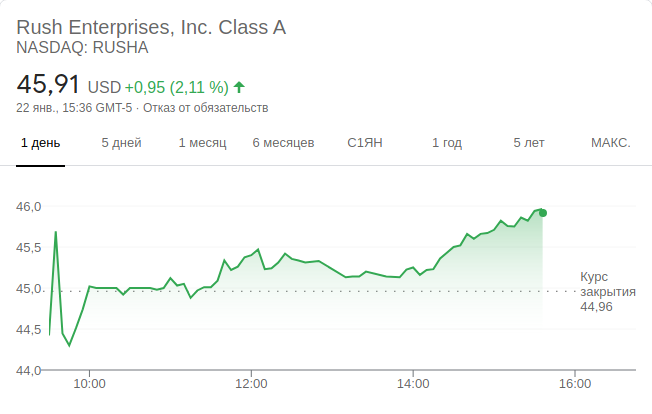 Rush Enterprises, Inc. Class A
NASDAQ: RUSHA
45,91 USD +0,95 (2,11 %)
22 янв., 15:36 GMT-5 · Отказ от обязательств
1 день 5 дней 1 месяц 6 месяцев С1ЯН 1 год 5 лет МАКС.
46,0
45,5
45,0
44,5
44,0
Курс
закрытия
44,96
10:00 12:00 14:00 16:00